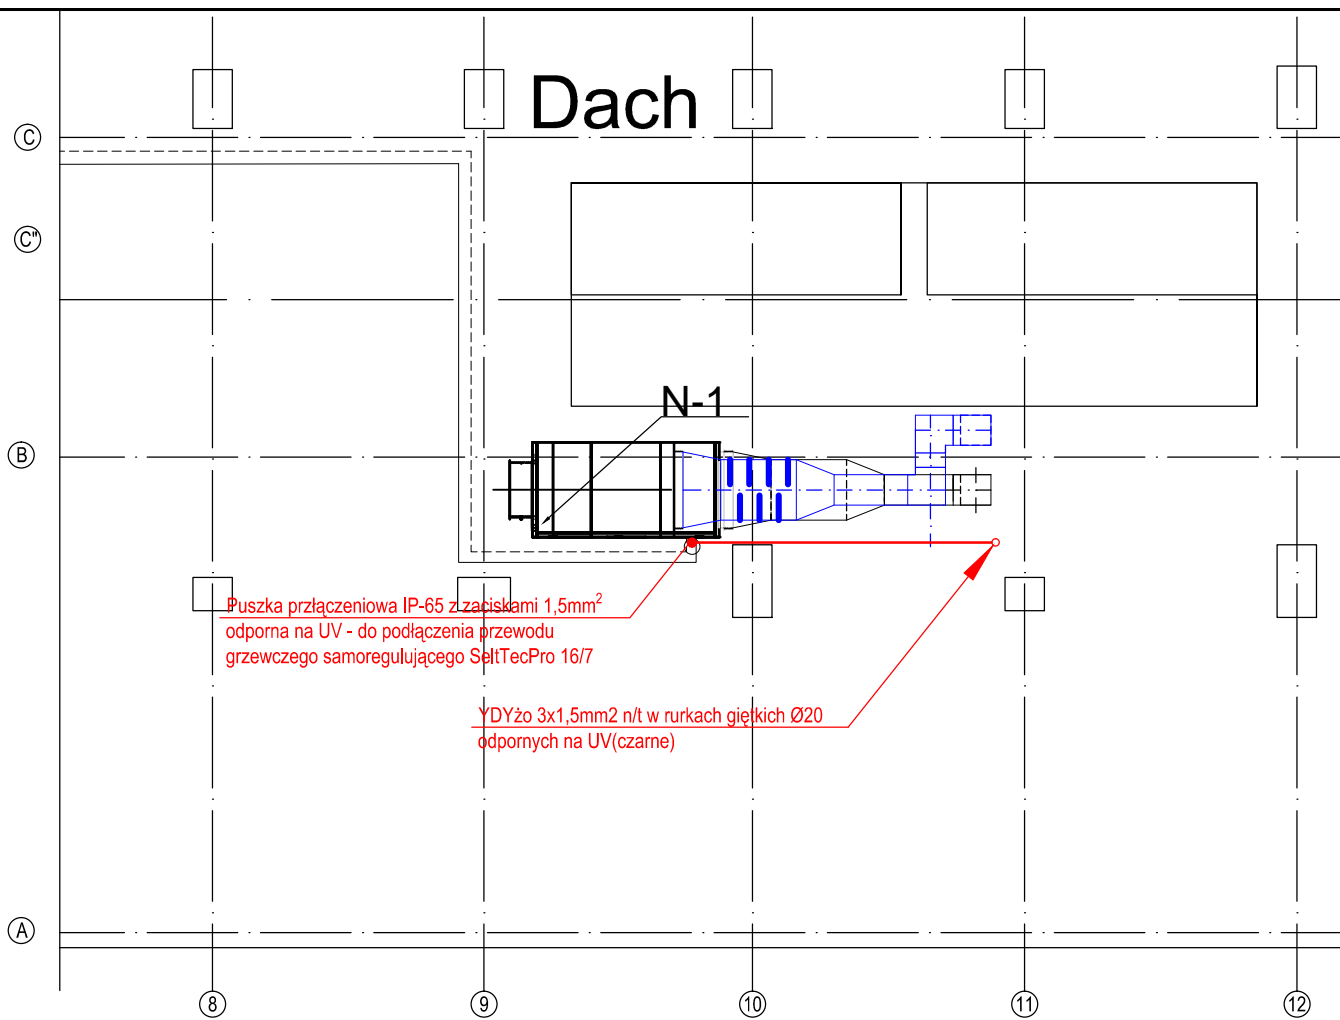 Dach
C
C"
N-1
B
Puszka przłączeniowa IP-65 z zaciskami 1,5mm²
odporna na UV - do podłączenia przewodu
grzewczego samoregulującego SeltTecPro 16/7
YDYżo 3x1,5mm2 n/t w rurkach giętkich Ø20
odpornych na UV(czarne)
A
8
9
10
11
12